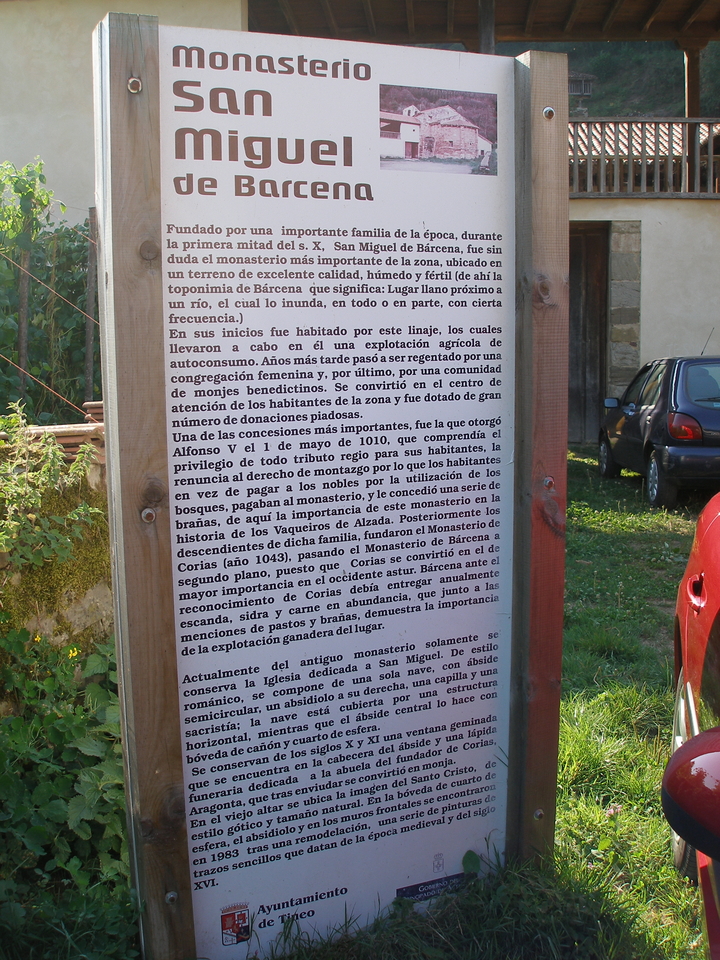 Monasterio
San
Miguel
de Barcena
Fundado por una importante familia de la época, durante
la primera mitad del s. X, San Miguel de Bárcena, fue sin
duda el monasterio más importante de la zona, ubicado en
un terreno de excelente calidad, húmedo y fértil (de ahí la
toponimia de Bárcena que significa: Lugar llano próximo a
un río, el cual lo inunda, en todo o en parte, con cierta
frecuencia.)
En sus inicios fue habitado por este linaje, los cuales
llevaron a cabo en él una explotación agrícola de
autoconsumo. Años más tarde pasó a ser regentado por una
congregación femenina y, por último, por una comunidad
de monjes benedictinos. Se convirtió en el centro de
atención de los habitantes de la zona y fue dotado de gran
número de donaciones piadosas.
Una de las concesiones más importantes, fue la que otorgó
Alfonso V el 1 de mayo de 1010, que comprendía el
privilegio de todo tributo regio para sus habitantes, la
renuncia al derecho de montazgo por lo que los habitantes
en vez de pagar a los nobles por la utilización de los
bosques, pagaban al monasterio, y le concedió una serie de
brañas, de aquí la importancia de este monasterio en la
historia de los Vaqueiros de Alzada. Posteriormente los
descendientes de dicha familia, fundaron el Monasterio de
Corias (año 1043), pasando el Monasterio de Bárcena a
segundo plano, puesto que Corias se convirtió en el de
mayor importancia en el occidente astur. Bárcena ante el
reconocimiento de Corias debía entregar anualmente
escanda, sidra y carne en abundancia, que junto a las
menciones de pastos y brañas, demuestra la importancia
de la explotación ganadera del lugar.
Actualmente del antiguo monasterio solamente se
conserva la Iglesia dedicada a San Miguel. De estilo
románico, se compone de una sola nave, con ábside
semicircular, un absidiolo a su derecha, una capilla y una
sacristía; la nave está cubierta por una estructura
horizontal, mientras que el ábside central lo hace con
bóveda de cañón y cuarto de esfera.
Se conservan de los siglos X y XI una ventana geminada
que se encuentra en la cabecera del ábside y una lápida
funeraria dedicada a la abuela del fundador de Corias,
Aragonta, que tras enviudar se convirtió en monja.
En el viejo altar se ubica la imagen del Santo Cristo, de
estilo gótico y tamaño natural. En la bóveda de cuarto de
esfera, el absidiolo y en los muros frontales se encontraron
en 1983 tras una remodelación, una serie de pinturas de
trazos sencillos que datan de la época medieval y del siglo
XVI.
Ayuntamiento
de Tineo
Gobierno del